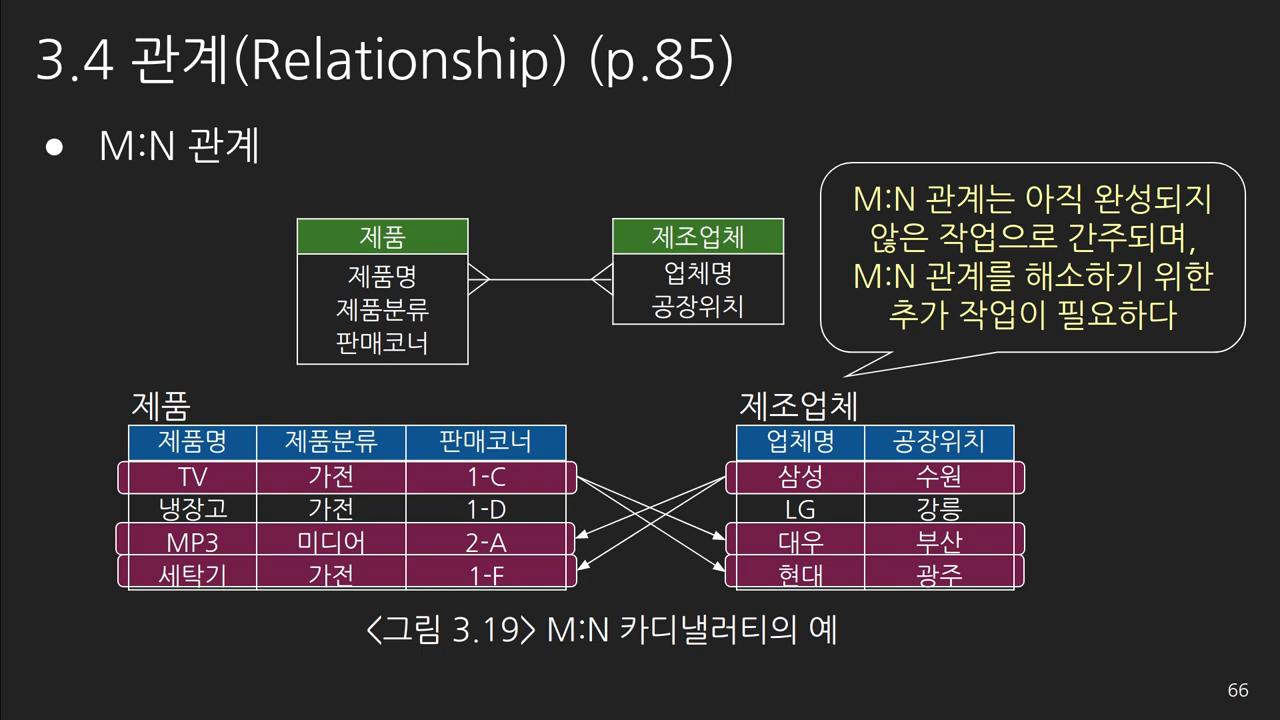 3.4 관계(Relationship) (p.85)
● M:N 관계
제품
제품명
제품분류
판매코너
제조업체
업체명
공장위치
M:N 관계는 아직 완성되지
않은 작업으로 간주되며,
M:N 관계를 해소하기 위한
추가 작업이 필요하다
제품
제품명 제품분류 판매코너
TV 가전 1-C
냉장고 가전 1-D
MP3 미디어 2-A
세탁기 가전 1-F
제조업체
업체명 공장위치
삼성 수원
LG 강릉
대우 부산
현대 광주
<그림 3.19> M:N 카디낼러티의 예
66